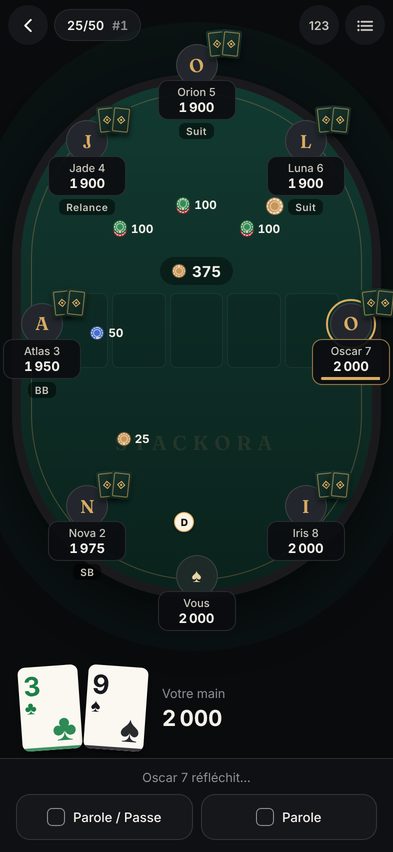 25/50 #1
123
O
Orion 5
1 900
Suit
J
Jade 4
1 900
Relance
L
Luna 6
1 900
Suit
100
100
100
375
A
Atlas 3
1 950
BB
50
O
Oscar 7
2 000
25
STACKORA
N
Nova 2
1 975
SB
D
I
Iris 8
2 000
Vous
2 000
3
9
Votre main
2 000
Oscar 7 réfléchit...
Parole / Passe
Parole